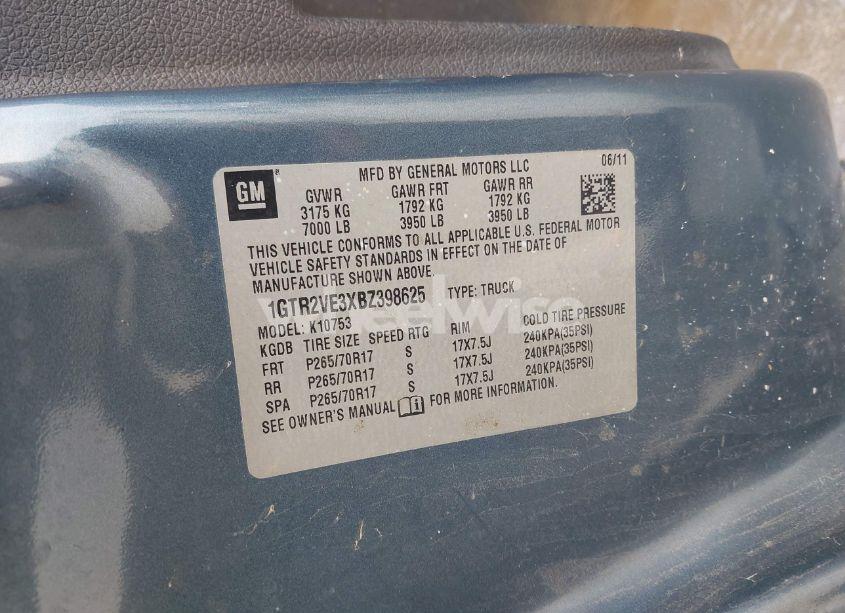 GM
MFD BY GENERAL MOTORS LLC 06/11
GVWR GAWR FRT GAWR RR
3175 KG 1792 KG 1792 KG
7000 LB 3950 LB 3950 LB
THIS VEHICLE CONFORMS TO ALL APPLICABLE U.S. FEDERAL MOTOR
VEHICLE SAFETY STANDARDS IN EFFECT ON THE DATE OF
MANUFACTURE SHOWN ABOVE.
1GTR2VE3XBZ398625 TYPE: TRUCK
MODEL: K10753
KGDB TIRE SIZE SPEED RTG RIM COLD TIRE PRESSURE
FRT P265/70R17 S 17X7.5J 240KPA(35PSI)
RR P265/70R17 S 17X7.5J 240KPA(35PSI)
SPA P265/70R17 S 17X7.5J 240KPA(35PSI)
SEE OWNER'S MANUAL FOR MORE INFORMATION.
wheelwise